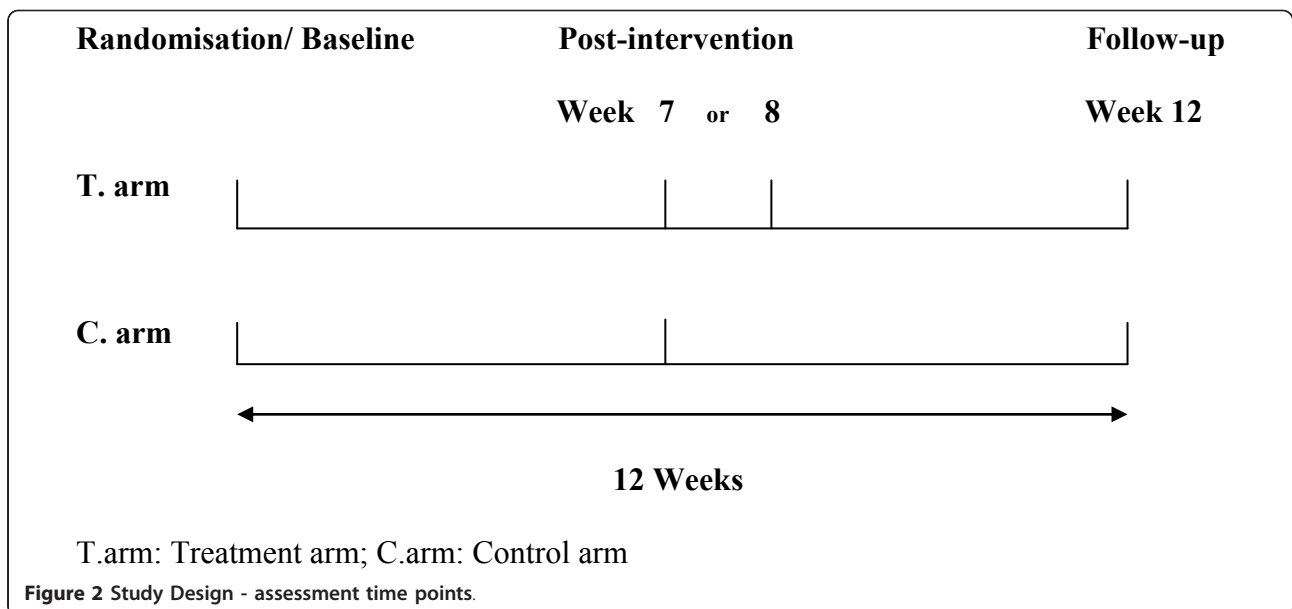 Randomisation/ Baseline Post-intervention Follow-up
Week 7 or 8 Week 12
T. arm
C. arm
12 Weeks
T.arm: Treatment arm; C.arm: Control arm
Figure 2 Study Design - assessment time points.